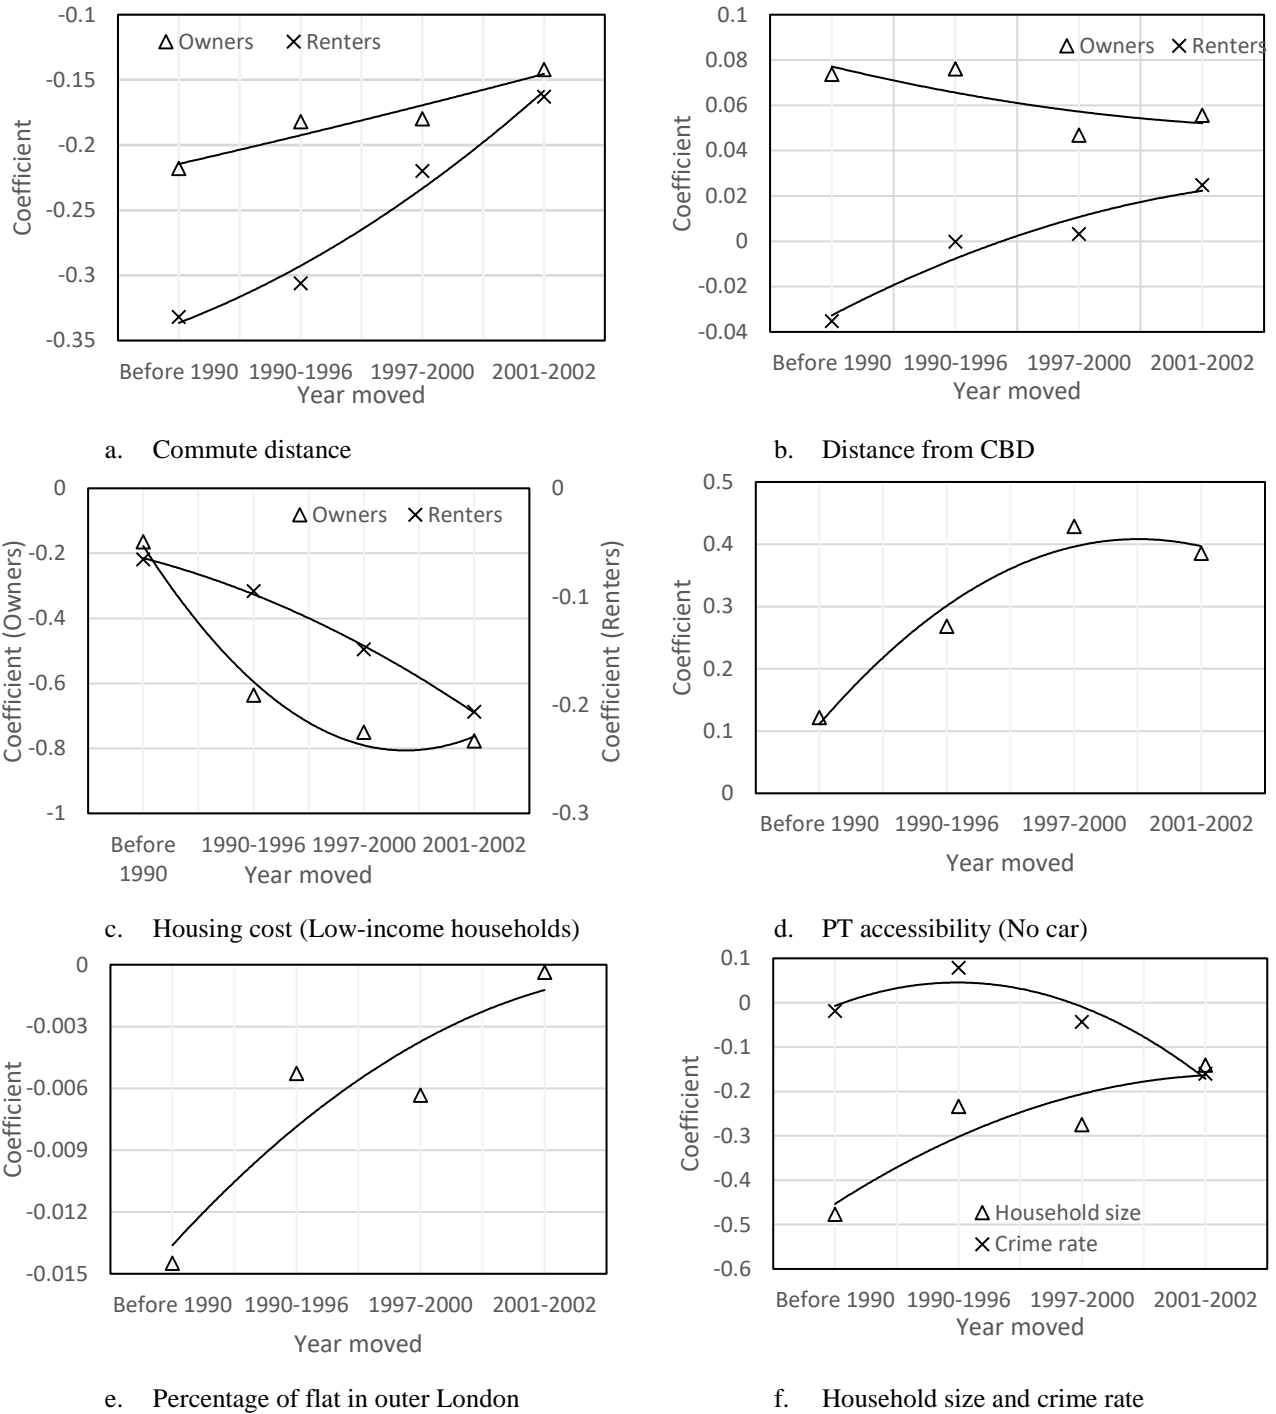 -0.1
-0.15
-0.2
-0.25
-0.3
-0.35
Coefficient
Owners Renters
Before 1990 1990-1996 1997-2000 2001-2002
Year moved
a. Commute distance
0.1
0.08
0.06
0.04
0.02
0
-0.02
-0.04
Coefficient
Owners Renters
Before 1990 1990-1996 1997-2000 2001-2002
Year moved
b. Distance from CBD
0
-0.2
-0.4
-0.6
-0.8
-1
Coefficient (Owners)
Owners Renters
0
-0.1
-0.2
-0.3
Coefficient (Renters)
Before 1990-1996 1997-2000 2001-2002
1990
Year moved
c. Housing cost (Low-income households)
0.5
0.4
0.3
0.2
0.1
0
Coefficient
Before 1990 1990-1996 1997-2000 2001-2002
Year moved
d. PT accessibility (No car)
0
-0.003
-0.006
-0.009
-0.012
-0.015
Coefficient
Before 1990 1990-1996 1997-2000 2001-2002
Year moved
e. Percentage of flat in outer London
0.1
0
-0.1
-0.2
-0.3
-0.4
-0.5
-0.6
Coefficient
Household size
Crime rate
Before 1990 1990-1996 1997-2000 2001-2002
Year moved
f. Household size and crime rate